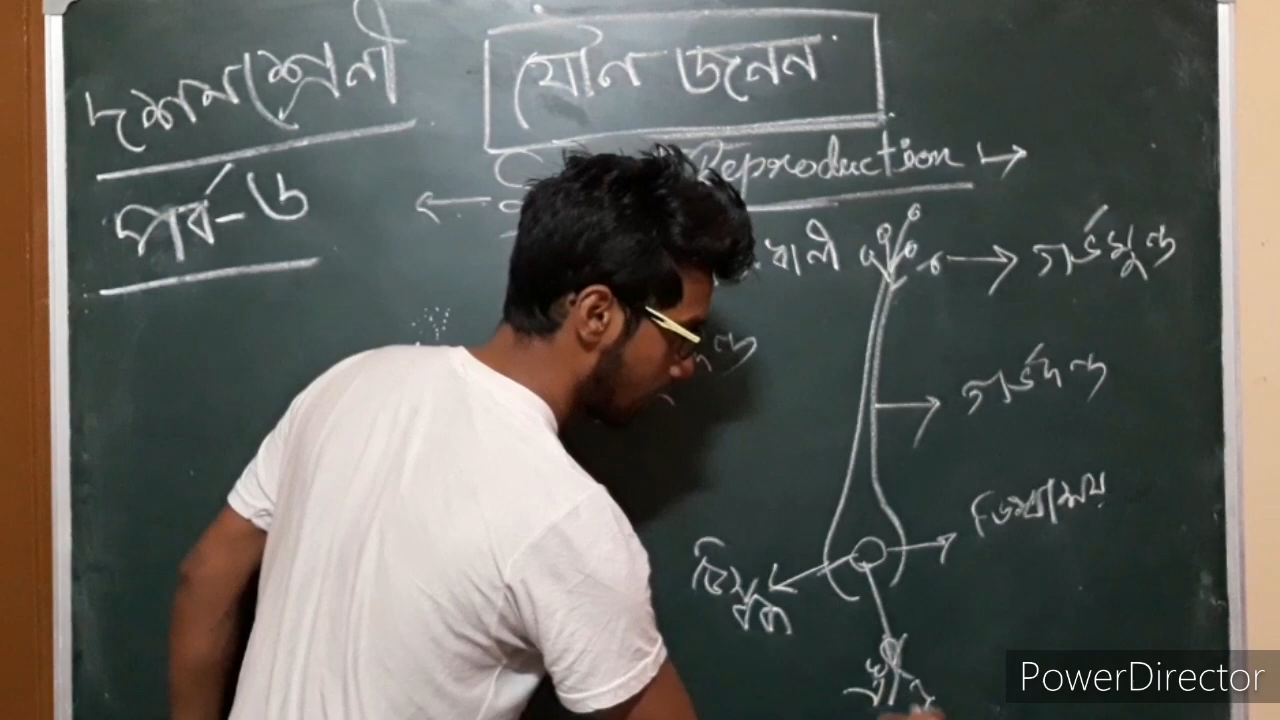 দশম শ্রেনী
যৌন জনন
Reproduction
পর্ব-৬
ধানী
গর্ভমুন্ড
গর্ভদন্ড
ডিম্বাশয়
ডিম্বক
PowerDirector